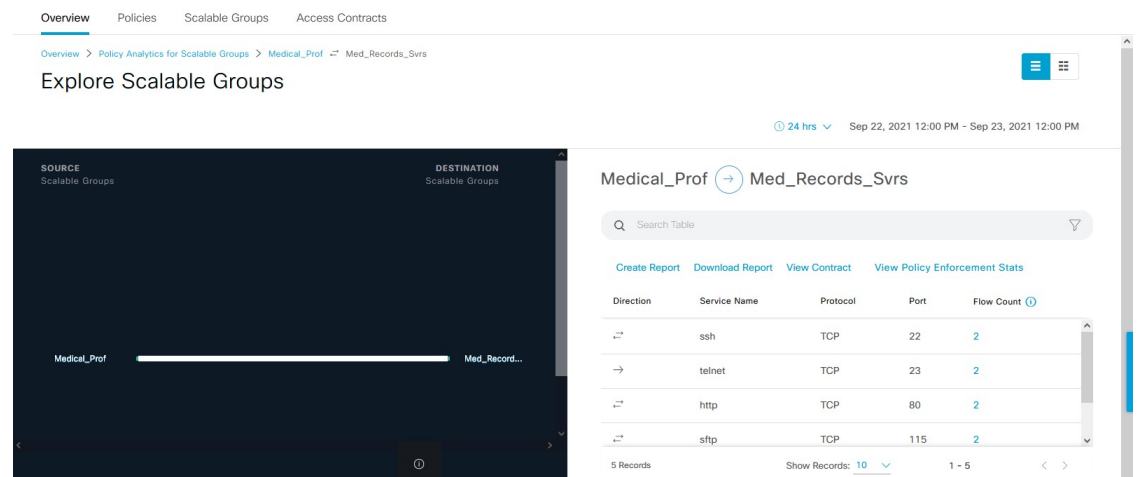 Overview Policies Scalable Groups Access Contracts
Overview > Policy Analytics for Scalable Groups > Medical_Prof ⇄ Med_Records_Svrs
Explore Scalable Groups
24 hrs Sep 22, 2021 12:00 PM - Sep 23, 2021 12:00 PM
SOURCE
Scalable Groups
DESTINATION
Scalable Groups
Medical_Prof Med_Record...
Medical_Prof → Med_Records_Svrs
Search Table
Create Report Download Report View Contract View Policy Enforcement Stats
Direction Service Name Protocol Port Flow Count
⇄ ssh TCP 22 2
→ telnet TCP 23 2
⇄ http TCP 80 2
⇄ sftp TCP 115 2
5 Records Show Records: 10 1 - 5 < >